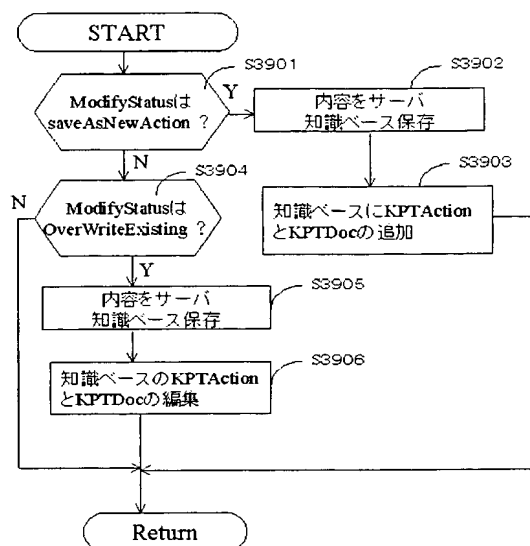 START
S3901
ModifyStatusは
saveAsNewAction ?
Y
S3902
内容をサーバ
知識ベース保存
N
S3903
知識ベースにKPTAction
とKPTDocの追加
S3904
N
ModifyStatusは
OverWriteExisting ?
Y
S3905
内容をサーバ
知識ベース保存
S3906
知識ベースのKPTAction
とKPTDocの編集
Return